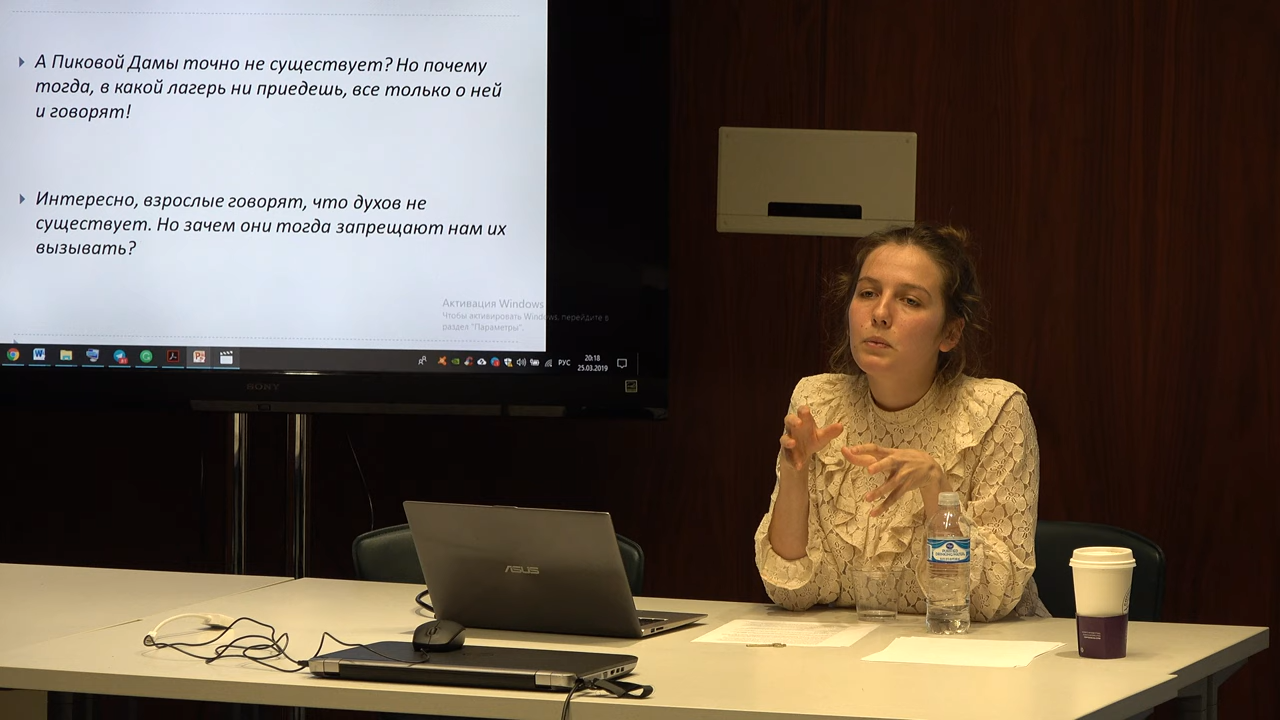 А Пиковой Дамы точно не существует? Но почему
тогда, в какой лагерь ни приедешь, все только о ней
и говорят!
Интересно, взрослые говорят, что духов не
существует. Но зачем они тогда запрещают нам их
вызывать?
Активация Windows
Чтобы активировать Windows, перейдите в
раздел "Параметры".
РУС
20:18
25.03.2019
SONY
ASUS